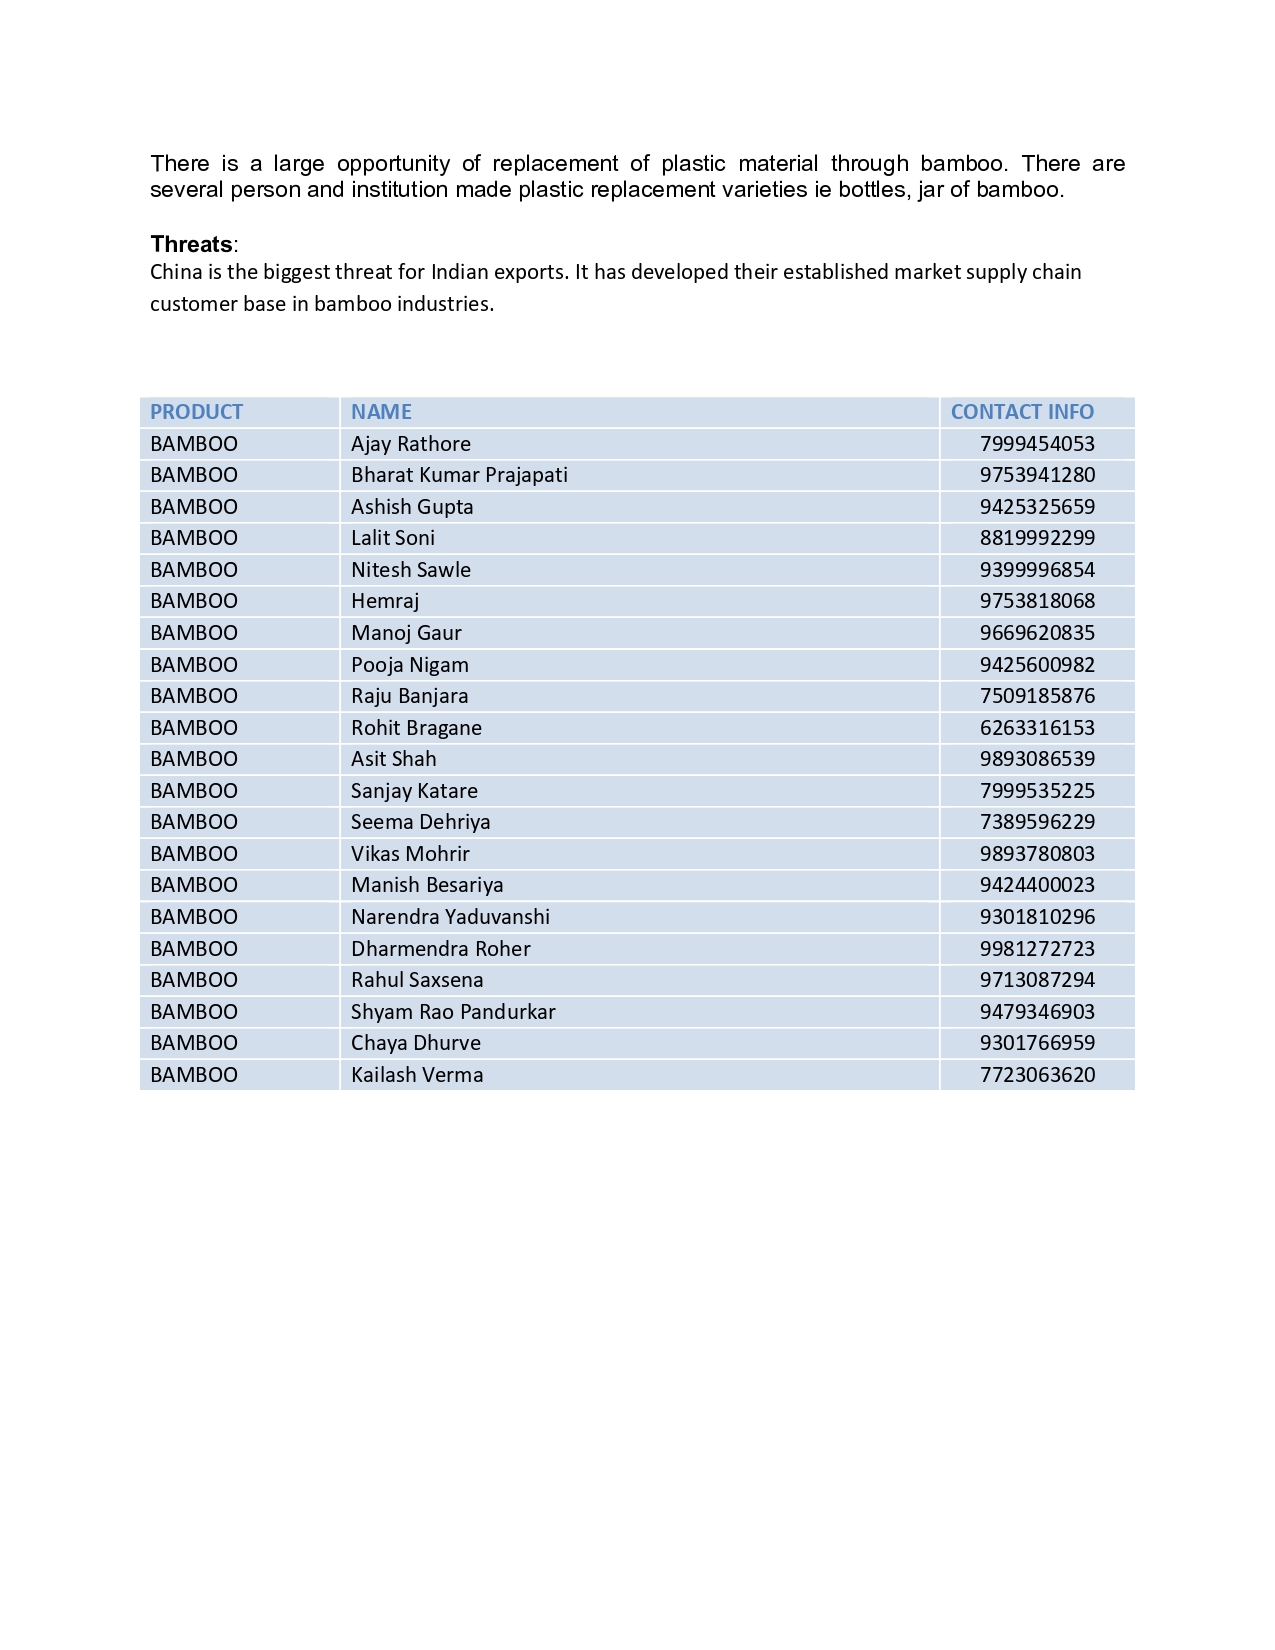 There is a large opportunity of replacement of plastic material through bamboo. There are
several person and institution made plastic replacement varieties ie bottles, jar of bamboo.
Threats:
China is the biggest threat for Indian exports. It has developed their established market supply chain
customer base in bamboo industries.
PRODUCT NAME CONTACT INFO
BAMBOO Ajay Rathore 7999454053
BAMBOO Bharat Kumar Prajapati 9753941280
BAMBOO Ashish Gupta 9425325659
BAMBOO Lalit Soni 8819992299
BAMBOO Nitesh Sawle 9399996854
BAMBOO Hemraj 9753818068
BAMBOO Manoj Gaur 9669620835
BAMBOO Pooja Nigam 9425600982
BAMBOO Raju Banjara 7509185876
BAMBOO Rohit Bragane 6263316153
BAMBOO Asit Shah 9893086539
BAMBOO Sanjay Katare 7999535225
BAMBOO Seema Dehriya 7389596229
BAMBOO Vikas Mohrir 9893780803
BAMBOO Manish Besariya 9424400023
BAMBOO Narendra Yaduvanshi 9301810296
BAMBOO Dharmendra Roher 9981272723
BAMBOO Rahul Saxsena 9713087294
BAMBOO Shyam Rao Pandurkar 9479346903
BAMBOO Chaya Dhurve 9301766959
BAMBOO Kailash Verma 7723063620